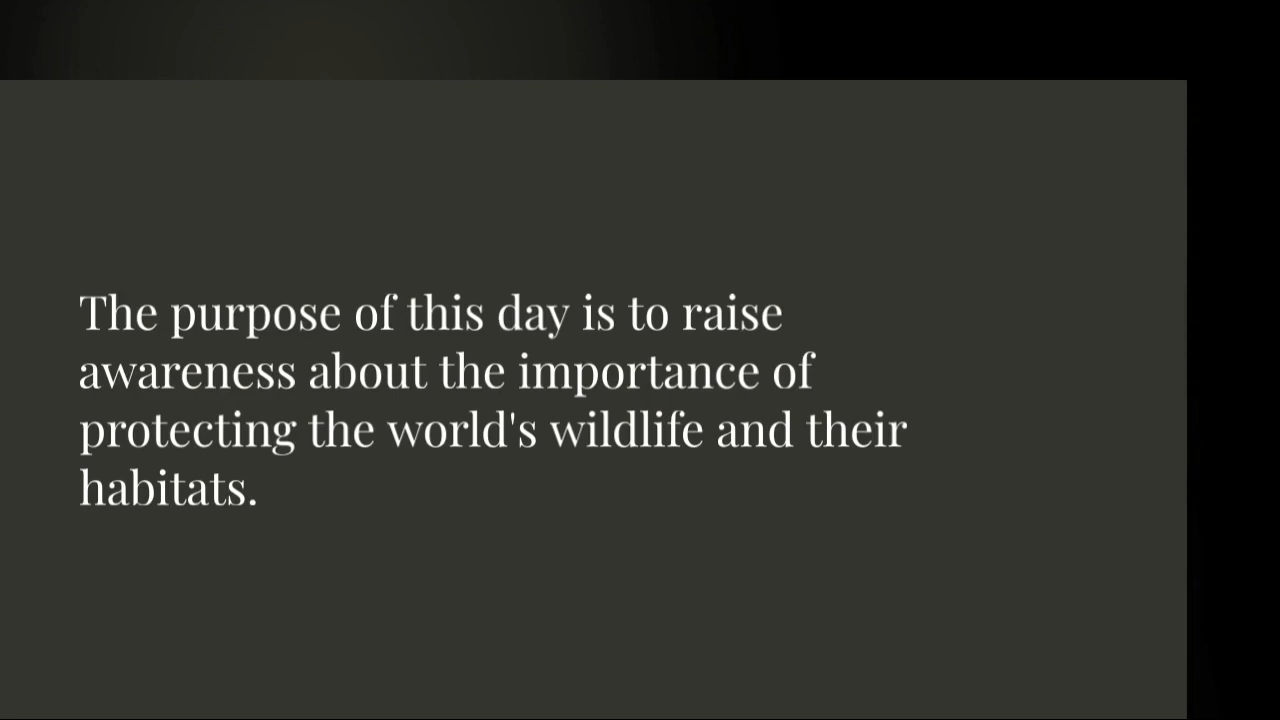 The purpose of this day is to raise
awareness about the importance of
protecting the world's wildlife and their
habitats.